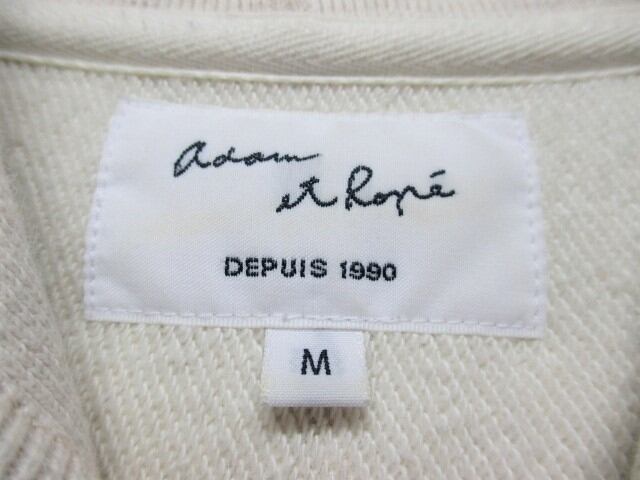 Adam
et Ropé
DEPUIS 1990
M